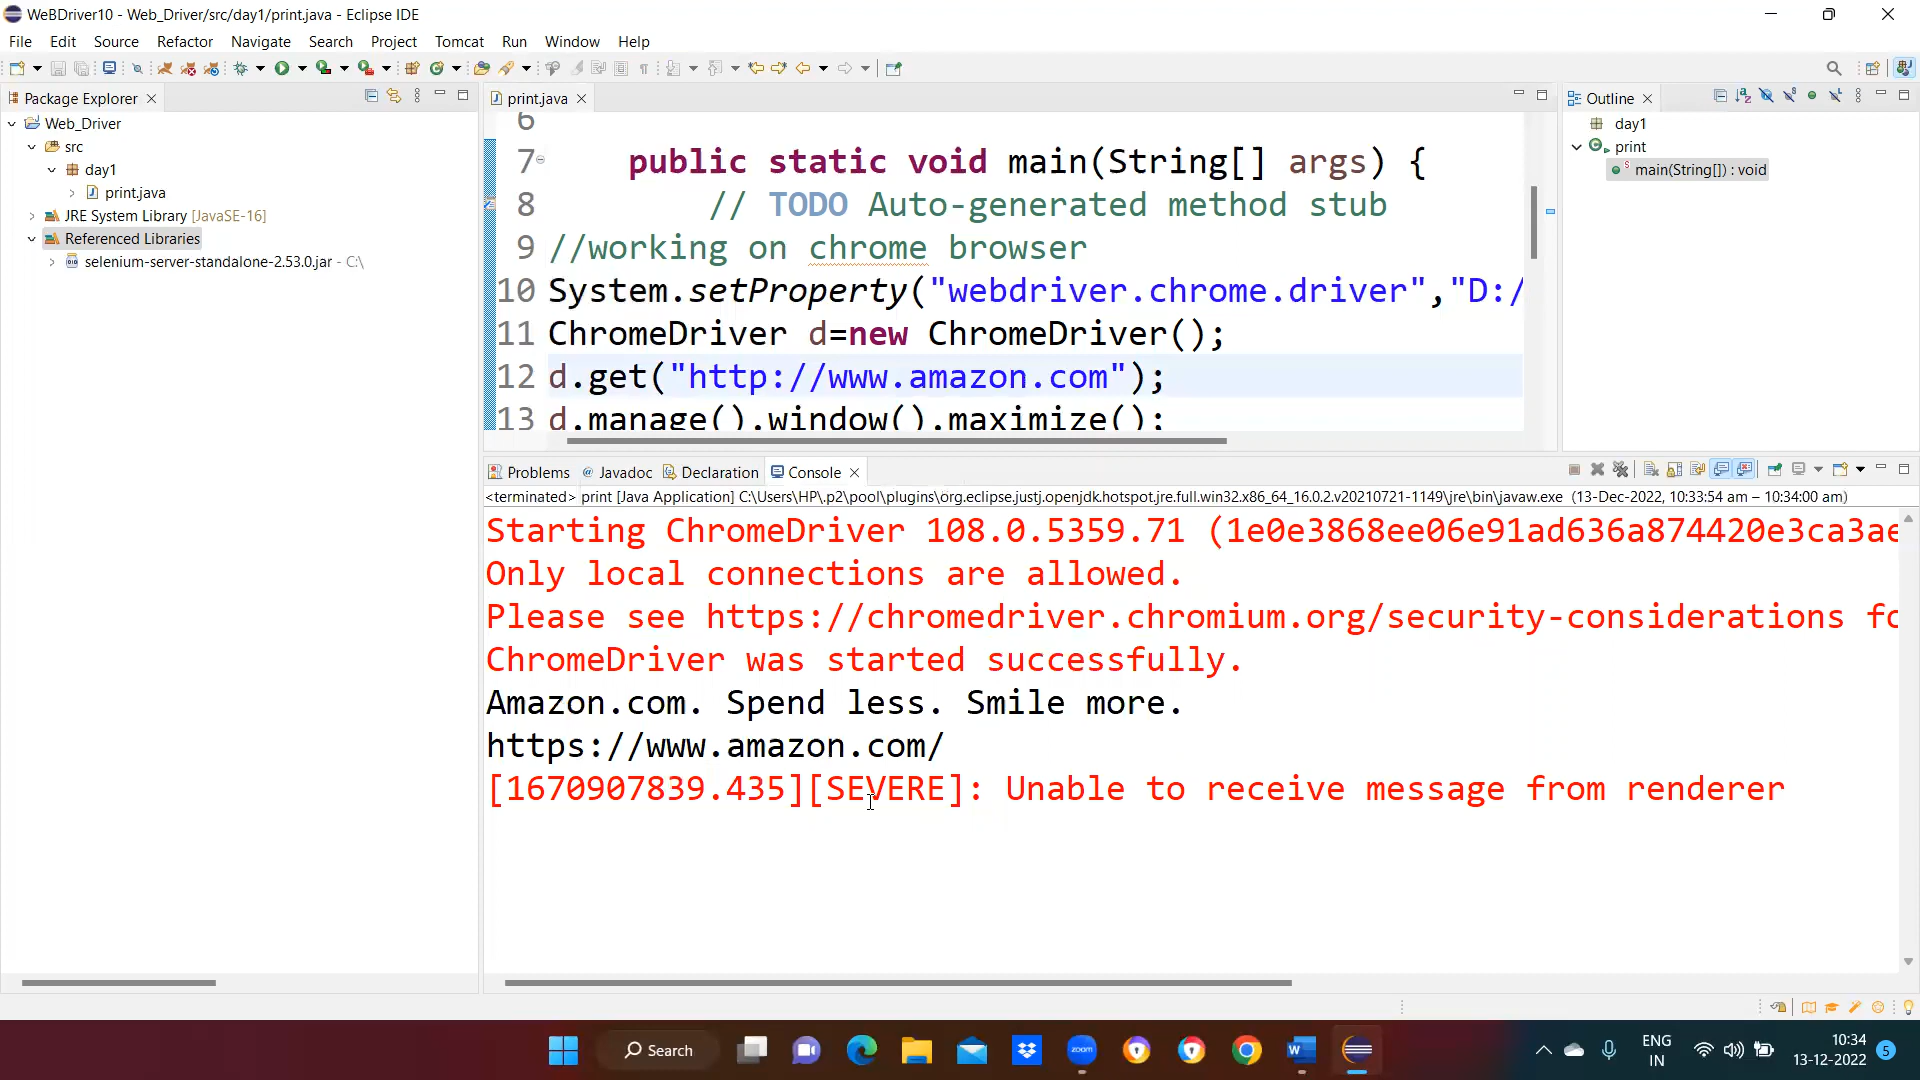 WeBDriver10 - Web_Driver/src/day1/print.java - Eclipse IDE
File Edit Source Refactor Navigate Search Project Tomcat Run Window Help
Package Explorer
Web_Driver
src
day1
print.java
JRE System Library [JavaSE-16]
Referenced Libraries
selenium-server-standalone-2.53.0.jar - C:\
print.java
6
7 public static void main(String[] args) {
8 // TODO Auto-generated method stub
9 //working on chrome browser
10 System.setProperty("webdriver.chrome.driver","D:/
11 ChromeDriver d=new ChromeDriver();
12 d.get("http://www.amazon.com");
13 d.manage().window().maximize();
Outline
day1
print
main(String[]) : void
Problems @ Javadoc Declaration Console
<terminated> print [Java Application] C:\Users\HP\.p2\pool\plugins\org.eclipse.justj.openjdk.hotspot.jre.full.win32.x86_64_16.0.2.v20210721-1149\jre\bin\javaw.exe (13-Dec-2022, 10:33:54 am – 10:34:00 am)
Starting ChromeDriver 108.0.5359.71 (1e0e3868ee06e91ad636a874420e3ca3ae
Only local connections are allowed.
Please see https://chromedriver.chromium.org/security-considerations fo
ChromeDriver was started successfully.
Amazon.com. Spend less. Smile more.
https://www.amazon.com/
[1670907839.435][SEVERE]: Unable to receive message from renderer
Search
zoom
ENG
IN
10:34
13-12-2022
5